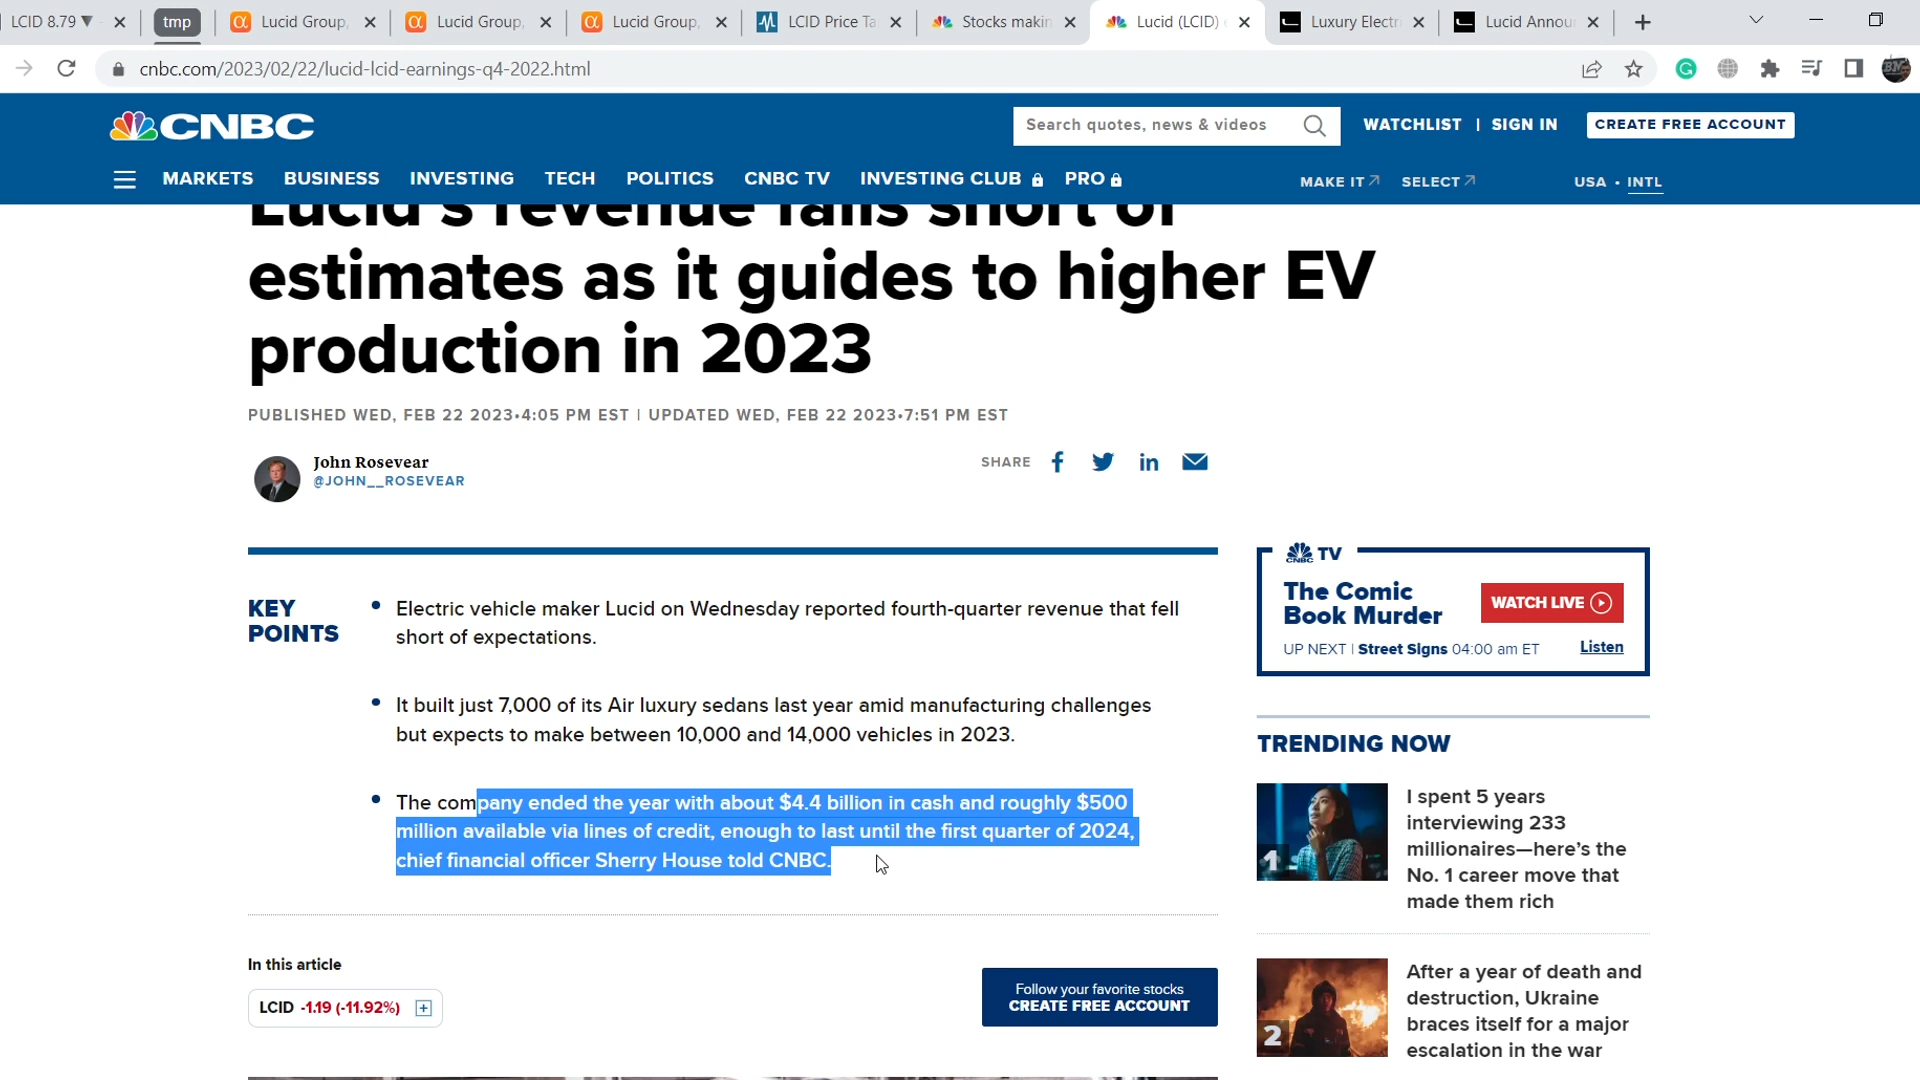 LCID 8.79 ▼
tmp
Lucid Group,
Lucid Group,
Lucid Group,
LCID Price Ta
Stocks makin
Lucid (LCID) e
Luxury Electri
Lucid Annou
cnbc.com/2023/02/22/lucid-lcid-earnings-q4-2022.html
CNBC
Search quotes, news & videos
WATCHLIST | SIGN IN
CREATE FREE ACCOUNT
MARKETS BUSINESS INVESTING TECH POLITICS CNBC TV INVESTING CLUB PRO
MAKE IT SELECT USA • INTL
Lucid's revenue falls short of
estimates as it guides to higher EV
production in 2023
PUBLISHED WED, FEB 22 2023•4:05 PM EST | UPDATED WED, FEB 22 2023•7:51 PM EST
John Rosevear
@JOHN__ROSEVEAR
SHARE
KEY
POINTS
Electric vehicle maker Lucid on Wednesday reported fourth-quarter revenue that fell
short of expectations.
It built just 7,000 of its Air luxury sedans last year amid manufacturing challenges
but expects to make between 10,000 and 14,000 vehicles in 2023.
The company ended the year with about $4.4 billion in cash and roughly $500
million available via lines of credit, enough to last until the first quarter of 2024,
chief financial officer Sherry House told CNBC.
In this article
LCID -1.19 (-11.92%)
Follow your favorite stocks
CREATE FREE ACCOUNT
CNBC TV
The Comic
Book Murder
WATCH LIVE
UP NEXT | Street Signs 04:00 am ET
Listen
TRENDING NOW
1
I spent 5 years
interviewing 233
millionaires—here's the
No. 1 career move that
made them rich
2
After a year of death and
destruction, Ukraine
braces itself for a major
escalation in the war